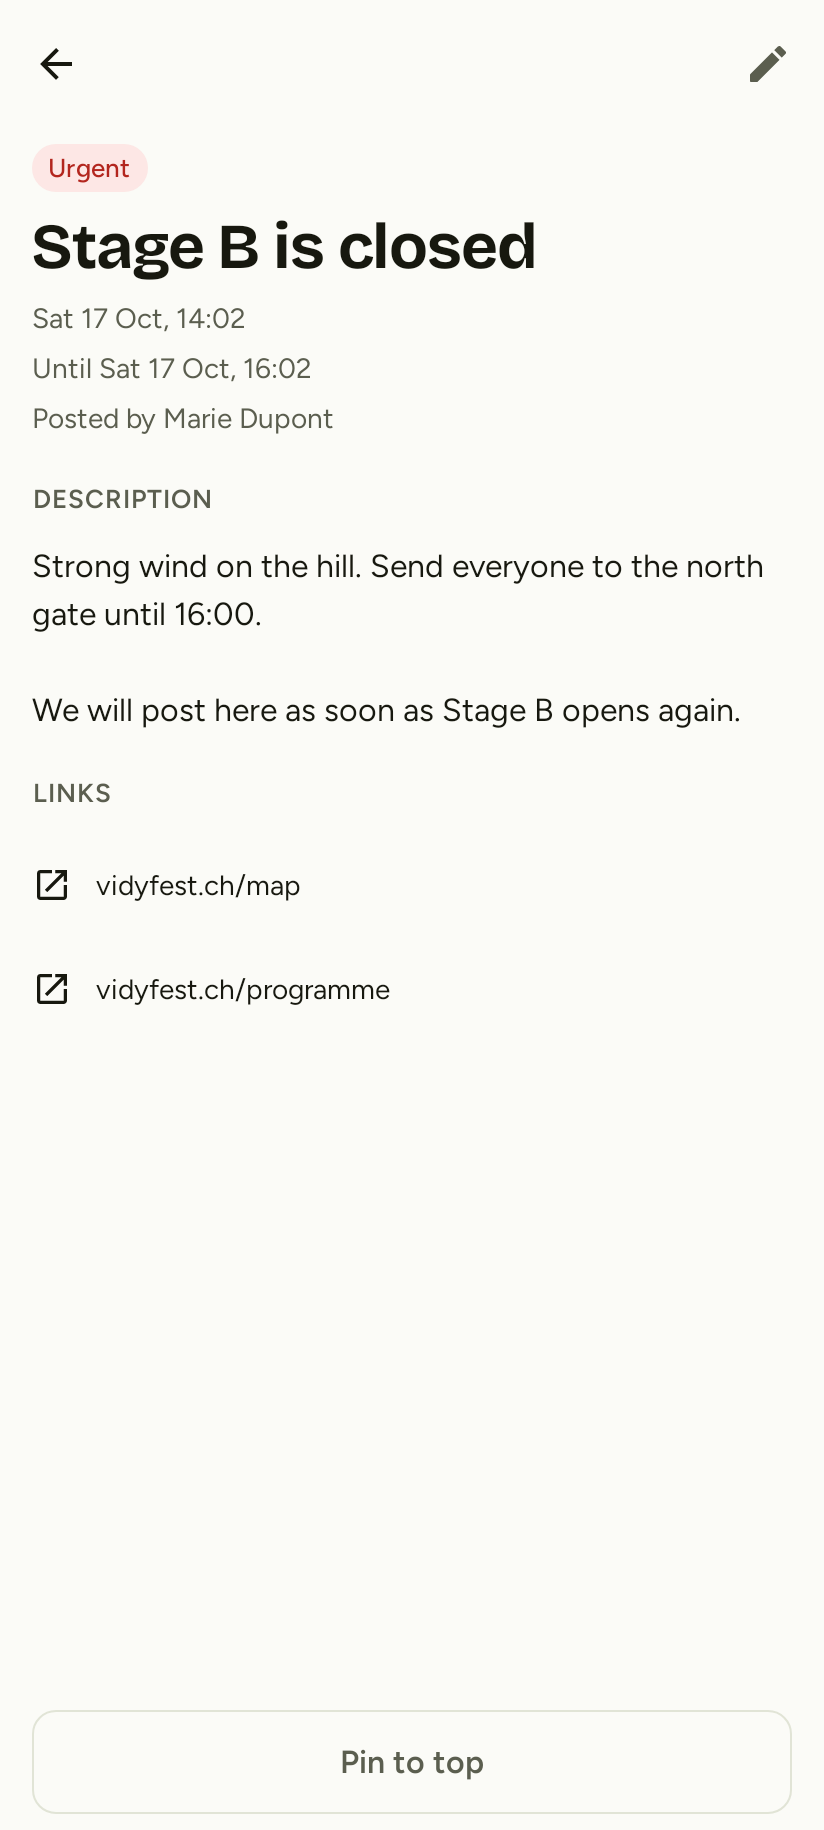 Urgent
Stage B is closed
Sat 17 Oct, 14:02
Until Sat 17 Oct, 16:02
Posted by Marie Dupont
DESCRIPTION
Strong wind on the hill. Send everyone to the north
gate until 16:00.
We will post here as soon as Stage B opens again.
LINKS
vidyfest.ch/map
vidyfest.ch/programme
Pin to top